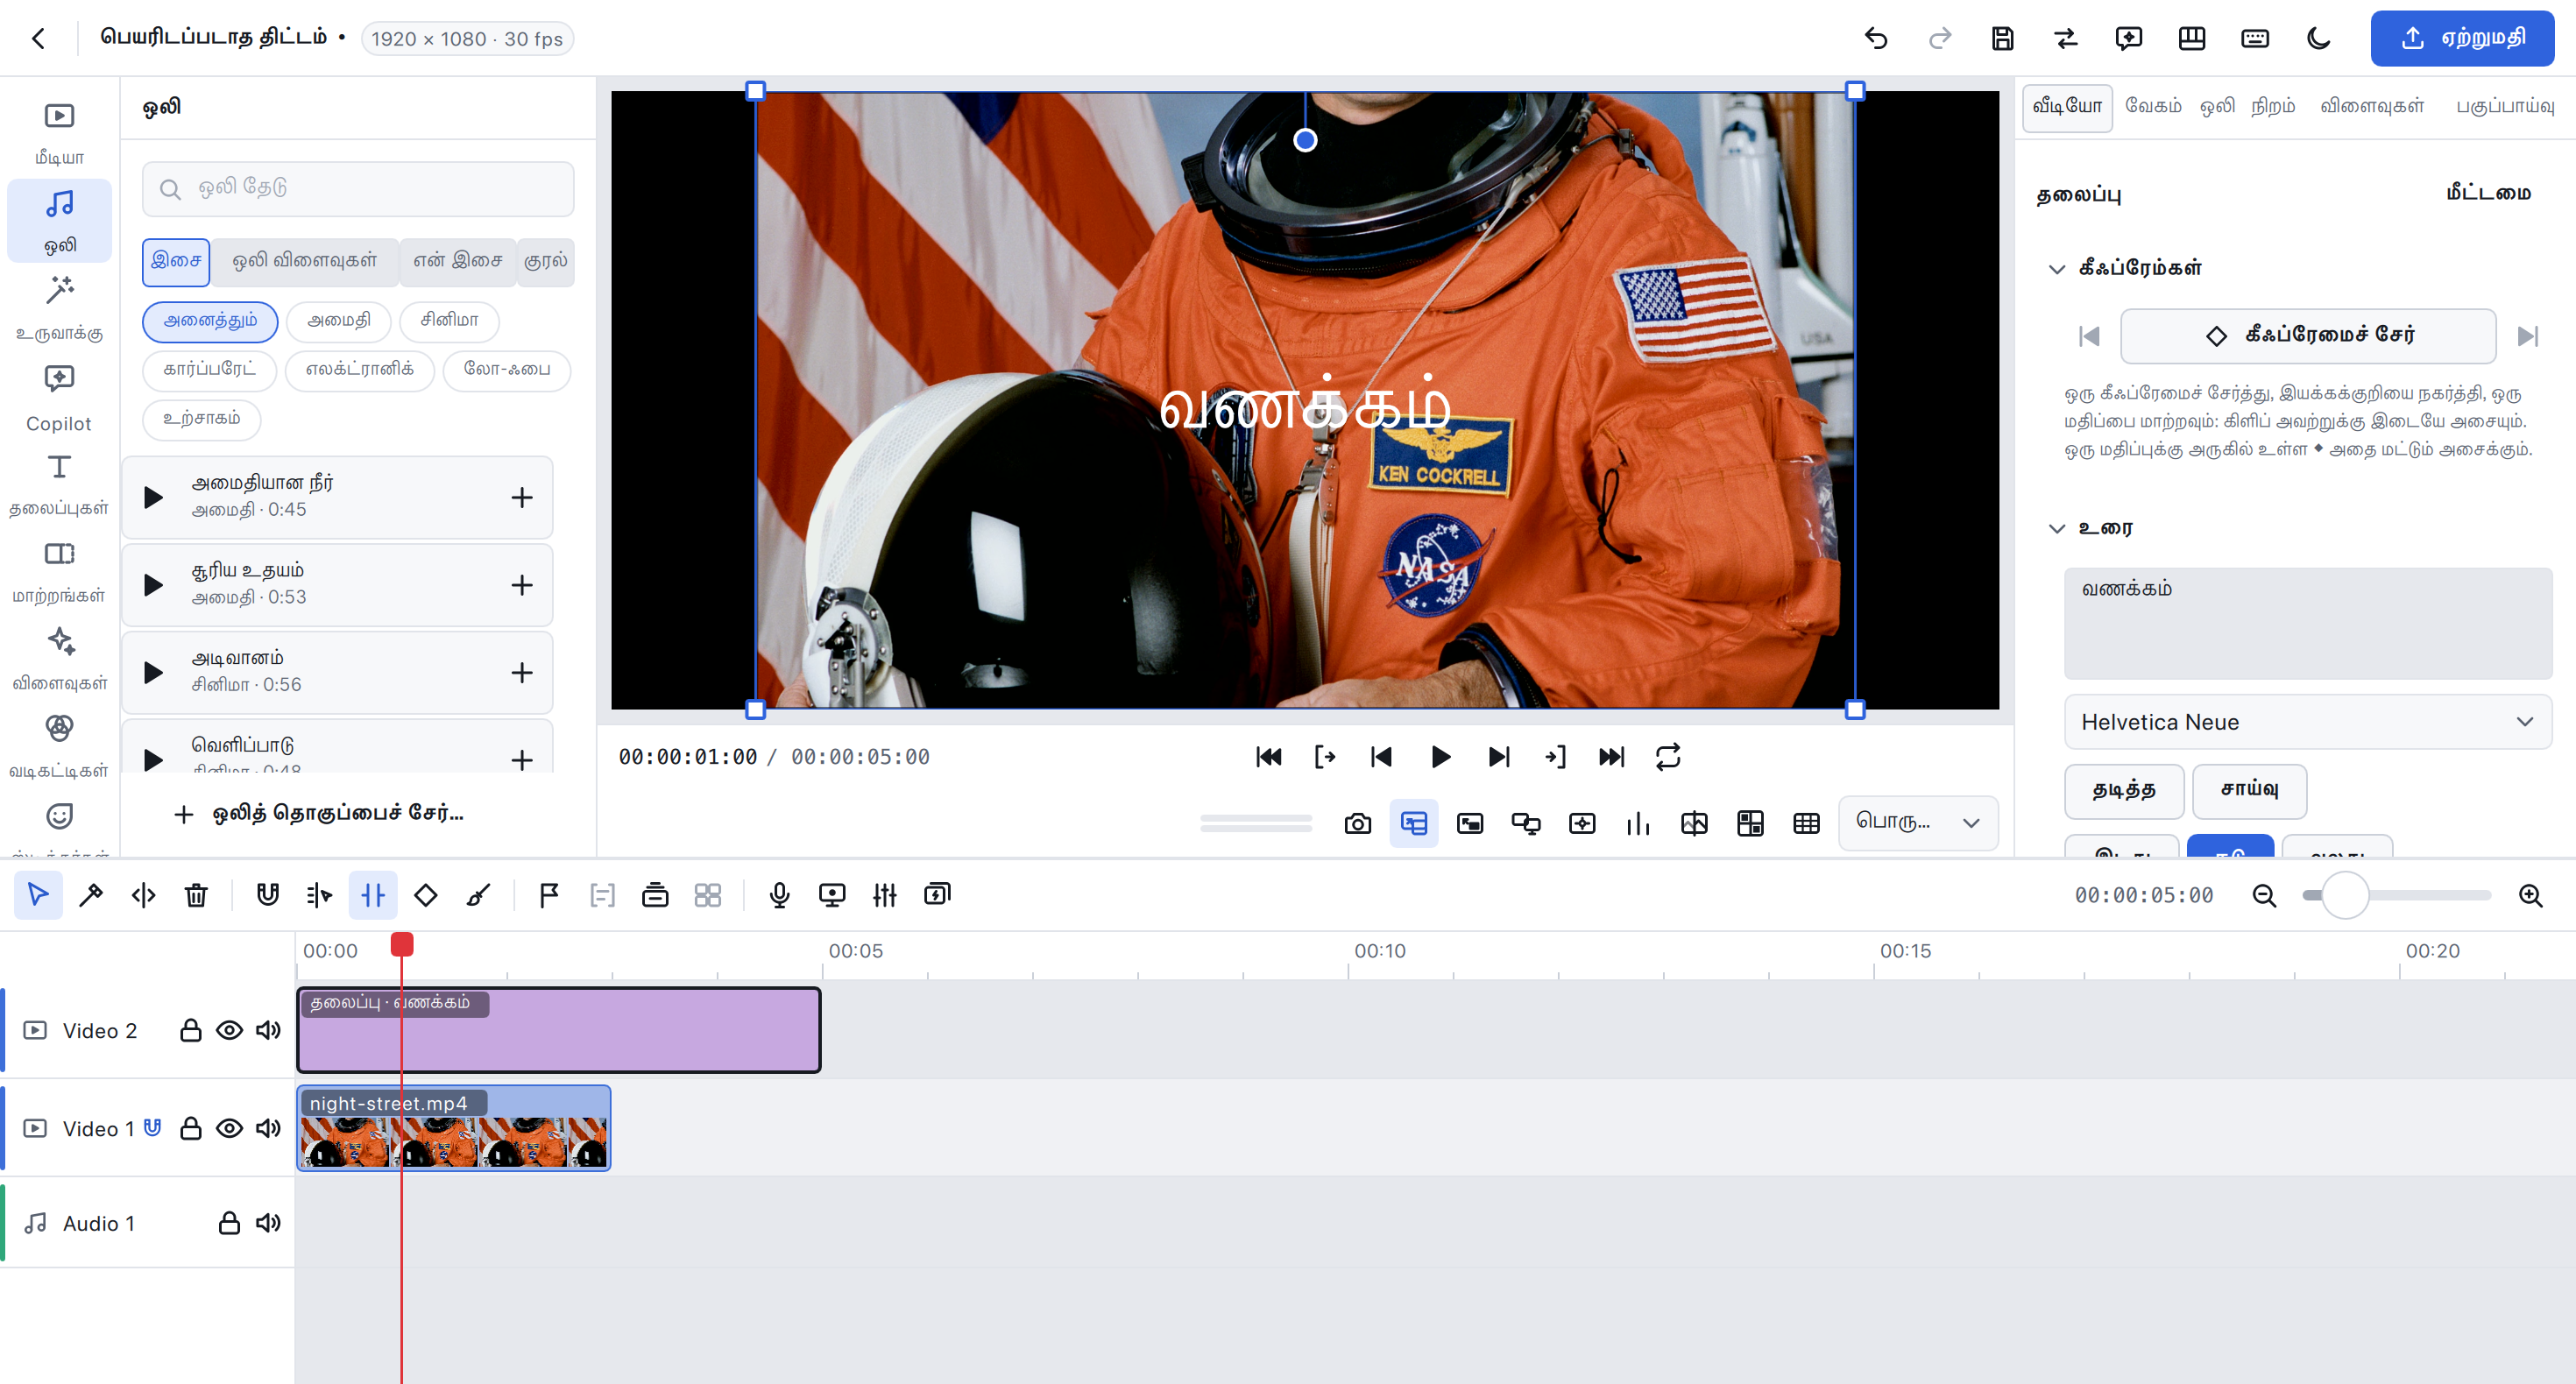 பெயரிடப்படாத திட்டம் •
1920 × 1080 · 30 fps
ஏற்றுமதி
மீடியா
ஒலி
உருவாக்கு
Copilot
தலைப்புகள்
மாற்றங்கள்
விளைவுகள்
வடிகட்டிகள்
ஒலி
ஒலி தேடு
இசை ஒலி விளைவுகள் என் இசை குரல்
அனைத்தும் அமைதி சினிமா
கார்ப்பரேட் எலக்ட்ரானிக் லோ-ஃபை
உற்சாகம்
அமைதியான நீர்
அமைதி · 0:45
சூரிய உதயம்
அமைதி · 0:53
அடிவானம்
சினிமா · 0:56
வெளிப்பாடு
சினிமா · 0:48
ஒலித் தொகுப்பைச் சேர்...
வணக்கம்
KEN COCKRELL
NASA
USA
00:00:01:00 / 00:00:05:00
பொரு...
வீடியோ வேகம் ஒலி நிறம் விளைவுகள் பகுப்பாய்வு
தலைப்பு மீட்டமை
கீஃப்ரேம்கள்
கீஃப்ரேமைச் சேர்
ஒரு கீஃப்ரேமைச் சேர்த்து, இயக்கக்குறியை நகர்த்தி, ஒரு
மதிப்பை மாற்றவும்: கிளிப் அவற்றுக்கு இடையே அசையும்.
ஒரு மதிப்புக்கு அருகில் உள்ள ◆ அதை மட்டும் அசைக்கும்.
உரை
வணக்கம்
Helvetica Neue
தடித்த சாய்வு
00:00:05:00
00:00 00:05 00:10 00:15 00:20
Video 2
தலைப்பு · வணக்கம்
Video 1
night-street.mp4
Audio 1